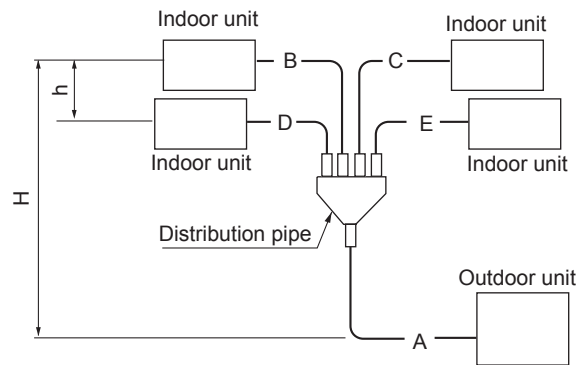 Indoor unit
Indoor unit
B
C
h
D
E
Indoor unit
Indoor unit
H
Distribution pipe
Outdoor unit
A